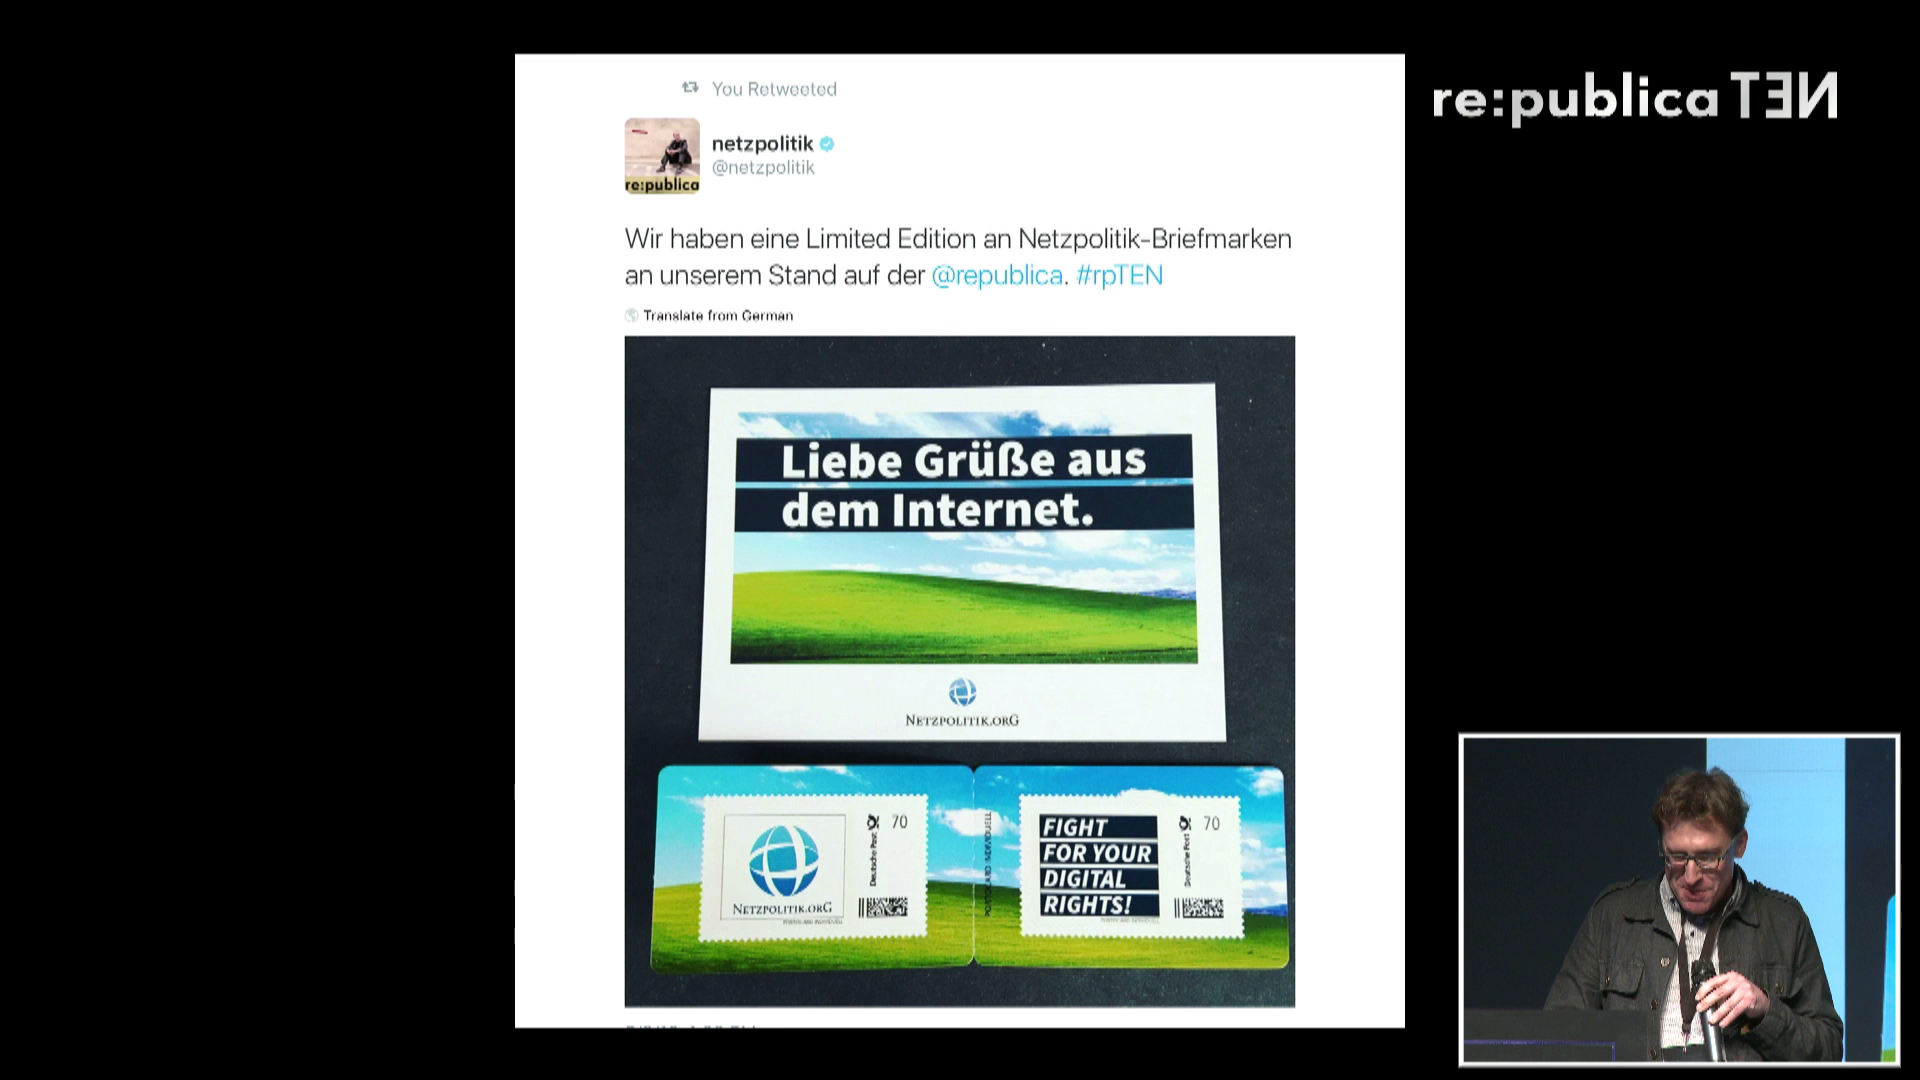 re:publica TEN
You Retweeted
netzpolitik
@netzpolitik
re:publica
Wir haben eine Limited Edition an Netzpolitik-Briefmarken
an unserem Stand auf der @republica. #rpTEN
Translate from German
Liebe Grüße aus
dem Internet.
NETZPOLITIK.ORG
Deutsche Post
70
NETZPOLITIK.ORG
POSTCARD INDIVIDUELL
FIGHT
FOR YOUR
DIGITAL
RIGHTS!
Deutsche Post
70